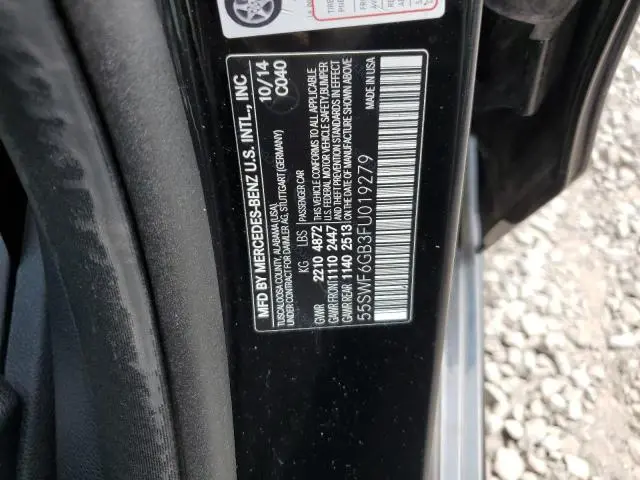 MFD BY MERCEDES-BENZ U.S. INTL., INC
TUSCALOOSA COUNTY, ALABAMA (USA)
UNDER CONTRACT FOR DAIMLER AG, STUTTGART (GERMANY)
10/14
C040
KG LBS PASSENGER CAR
GVWR 2210 4872
GAWR FRONT 1110 2447
GAWR REAR 1140 2513
THIS VEHICLE CONFORMS TO ALL APPLICABLE
U.S. FEDERAL MOTOR VEHICLE SAFETY, BUMPER
AND THEFT PREVENTION STANDARDS IN EFFECT
ON THE DATE OF MANUFACTURE SHOWN ABOVE
MADE IN USA
55SWF6GB3FU019279